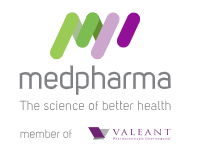 medpharma
The science of better health
member of VALEANT